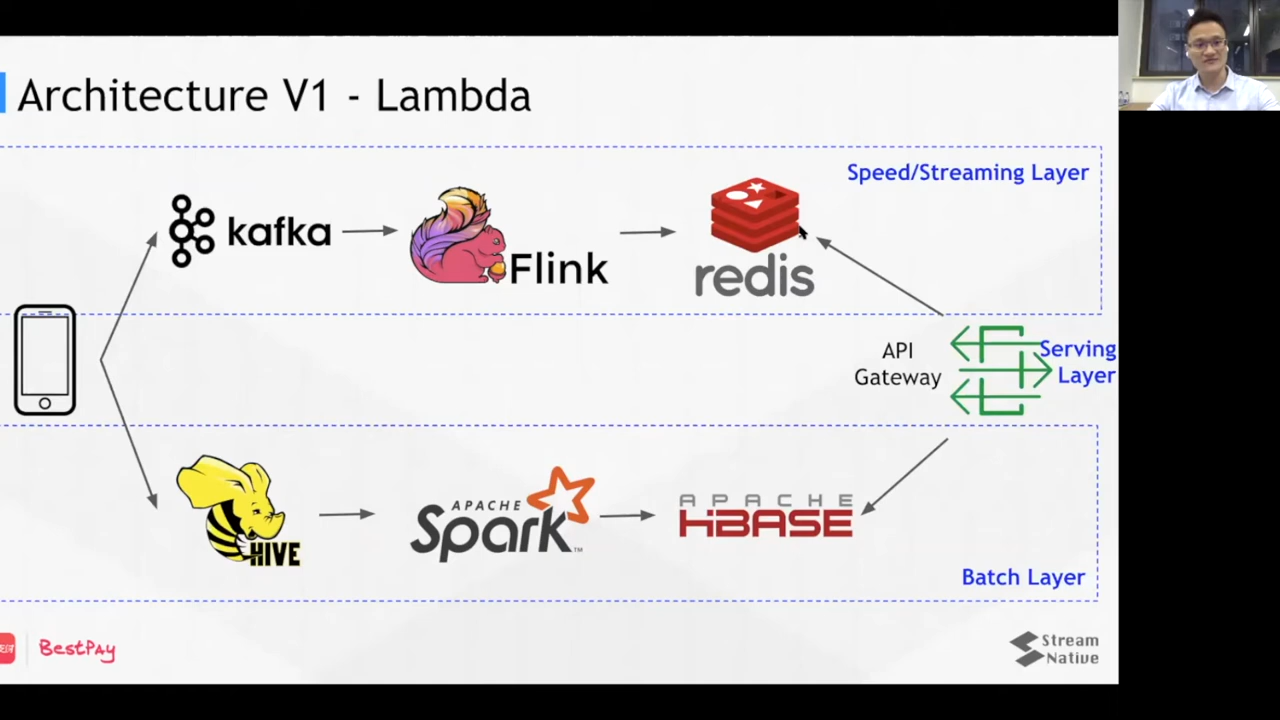 Architecture V1 - Lambda
Speed/Streaming Layer
kafka
Flink
redis
API
Gateway
Serving
Layer
HIVE
APACHE
Spark
TM
APACHE
HBASE
Batch Layer
BestPay
Stream
Native